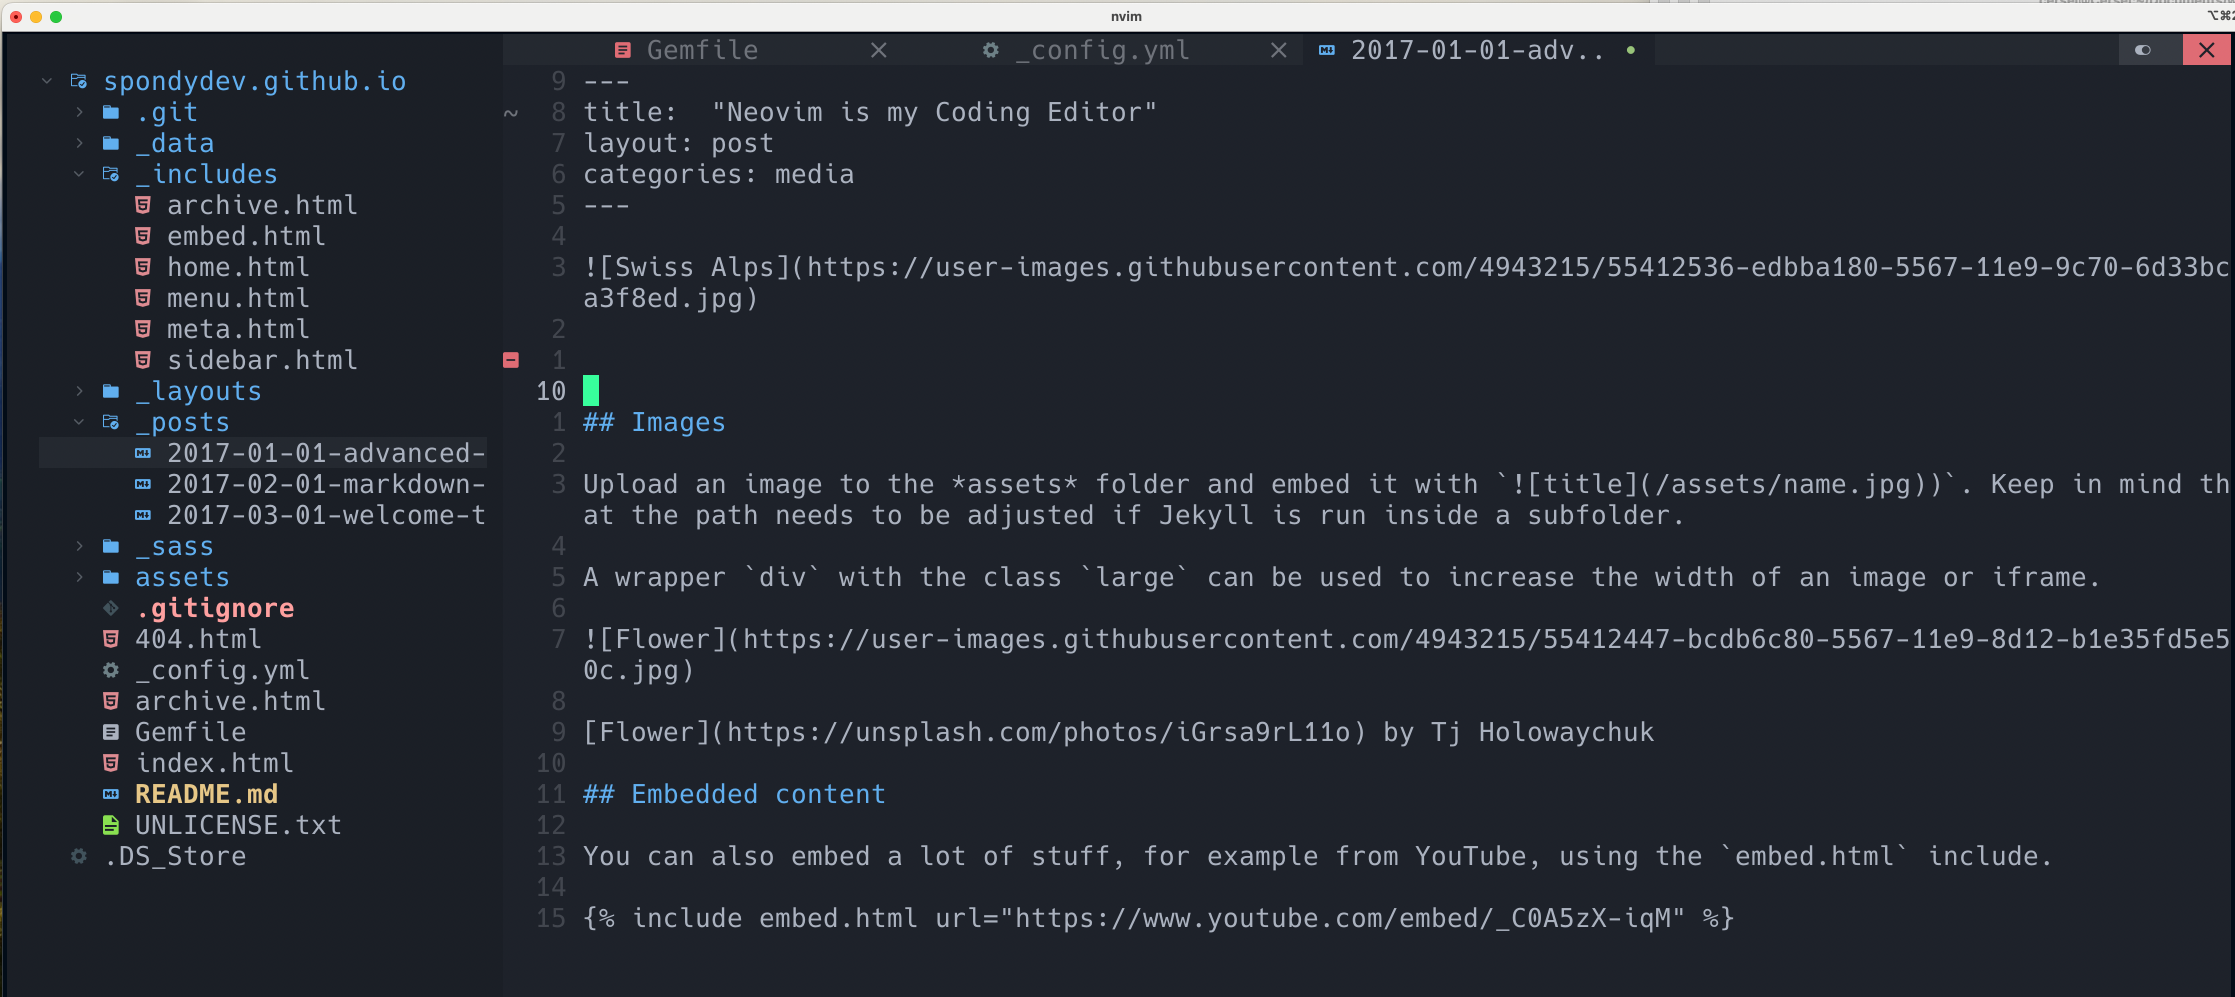 nvim
Gemfile
_config.yml
2017-01-01-adv..
spondydev.github.io
.git
_data
_includes
archive.html
embed.html
home.html
menu.html
meta.html
sidebar.html
_layouts
_posts
2017-01-01-advanced-
2017-02-01-markdown-
2017-03-01-welcome-t
_sass
assets
.gitignore
404.html
_config.yml
archive.html
Gemfile
index.html
README.md
UNLICENSE.txt
.DS_Store
9 ---
~ 8 title:  "Neovim is my Coding Editor"
7 layout: post
6 categories: media
5 ---
4
3 ![Swiss Alps](https://user-images.githubusercontent.com/4943215/55412536-edbba180-5567-11e9-9c70-6d33bc
a3f8ed.jpg)
2
1
10
1 ## Images
2
3 Upload an image to the *assets* folder and embed it with `![title](/assets/name.jpg))`. Keep in mind th
at the path needs to be adjusted if Jekyll is run inside a subfolder.
4
5 A wrapper `div` with the class `large` can be used to increase the width of an image or iframe.
6
7 ![Flower](https://user-images.githubusercontent.com/4943215/55412447-bcdb6c80-5567-11e9-8d12-b1e35fd5e5
0c.jpg)
8
9 [Flower](https://unsplash.com/photos/iGrsa9rL11o) by Tj Holowaychuk
10
11 ## Embedded content
12
13 You can also embed a lot of stuff, for example from YouTube, using the `embed.html` include.
14
15 {% include embed.html url="https://www.youtube.com/embed/_C0A5zX-iqM" %}